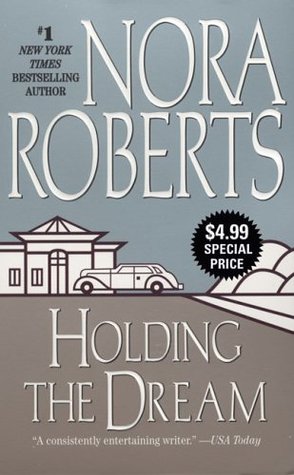 #1
NEW YORK
TIMES
BESTSELLING
AUTHOR
NORA
ROBERTS
$4.99
SPECIAL
PRICE
HOLDING
THE DREAM
“A consistently entertaining writer.” —USA Today